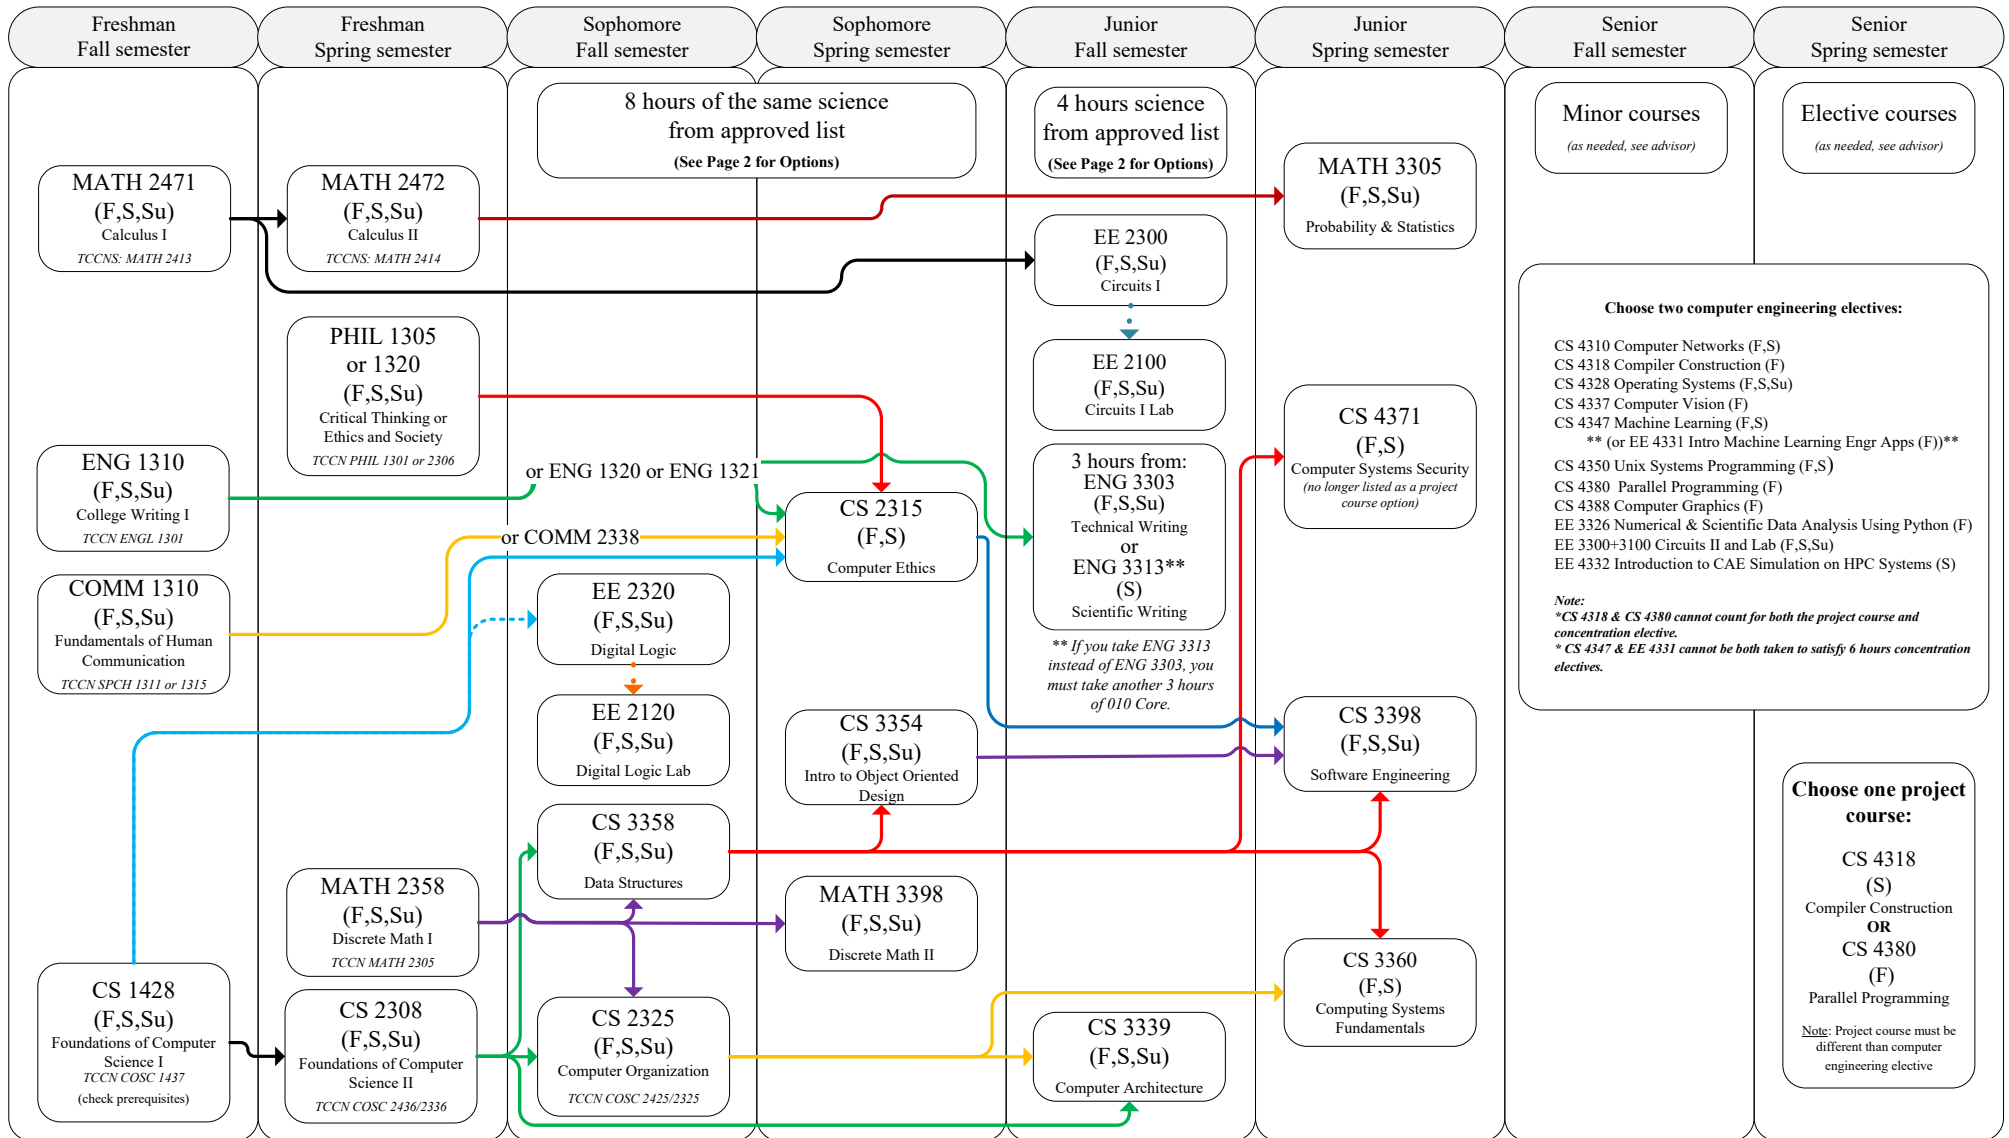 Freshman
Fall semester
Freshman
Spring semester
Sophomore
Fall semester
Sophomore
Spring semester
Junior
Fall semester
Junior
Spring semester
Senior
Fall semester
Senior
Spring semester
MATH 2471
(F,S,Su)
Calculus I
TCCNS: MATH 2413
ENG 1310
(F,S,Su)
College Writing I
TCCN ENGL 1301
COMM 1310
(F,S,Su)
Fundamentals of Human
Communication
TCCN SPCH 1311 or 1315
CS 1428
(F,S,Su)
Foundations of Computer
Science I
TCCN COSC 1437
(check prerequisites)
MATH 2472
(F,S,Su)
Calculus II
TCCNS: MATH 2414
PHIL 1305
or 1320
(F,S,Su)
Critical Thinking or
Ethics and Society
TCCN PHIL 1301 or 2306
MATH 2358
(F,S,Su)
Discrete Math I
TCCN MATH 2305
CS 2308
(F,S,Su)
Foundations of Computer
Science II
TCCN COSC 2436/2336
8 hours of the same science
from approved list
(See Page 2 for Options)
or ENG 1320 or ENG 1321
or COMM 2338
EE 2320
(F,S,Su)
Digital Logic
EE 2120
(F,S,Su)
Digital Logic Lab
CS 3358
(F,S,Su)
Data Structures
CS 2325
(F,S,Su)
Computer Organization
TCCN COSC 2425/2325
CS 2315
(F,S)
Computer Ethics
CS 3354
(F,S,Su)
Intro to Object Oriented
Design
MATH 3398
(F,S,Su)
Discrete Math II
4 hours science
from approved list
(See Page 2 for Options)
EE 2300
(F,S,Su)
Circuits I
EE 2100
(F,S,Su)
Circuits I Lab
3 hours from:
ENG 3303
(F,S,Su)
Technical Writing
or
ENG 3313**
(S)
Scientific Writing
** If you take ENG 3313
instead of ENG 3303, you
must take another 3 hours
of 010 Core.
CS 3339
(F,S,Su)
Computer Architecture
MATH 3305
(F,S,Su)
Probability & Statistics
CS 4371
(F,S)
Computer Systems Security
(no longer listed as a project
course option)
CS 3398
(F,S,Su)
Software Engineering
CS 3360
(F,S)
Computing Systems
Fundamentals
Minor courses
(as needed, see advisor)
Elective courses
(as needed, see advisor)
Choose two computer engineering electives:
CS 4310 Computer Networks (F,S)
CS 4318 Compiler Construction (F)
CS 4328 Operating Systems (F,S,Su)
CS 4337 Computer Vision (F)
CS 4347 Machine Learning (F,S)
** (or EE 4331 Intro Machine Learning Engr Apps (F))**
CS 4350 Unix Systems Programming (F,S)
CS 4380 Parallel Programming (F)
CS 4388 Computer Graphics (F)
EE 3326 Numerical & Scientific Data Analysis Using Python (F)
EE 3300+3100 Circuits II and Lab (F,S,Su)
EE 4332 Introduction to CAE Simulation on HPC Systems (S)
Note:
*CS 4318 & CS 4380 cannot count for both the project course and
concentration elective.
* CS 4347 & EE 4331 cannot be both taken to satisfy 6 hours concentration
electives.
Choose one project
course:
CS 4318
(S)
Compiler Construction
OR
CS 4380
(F)
Parallel Programming
Note: Project course must be
different than computer
engineering elective